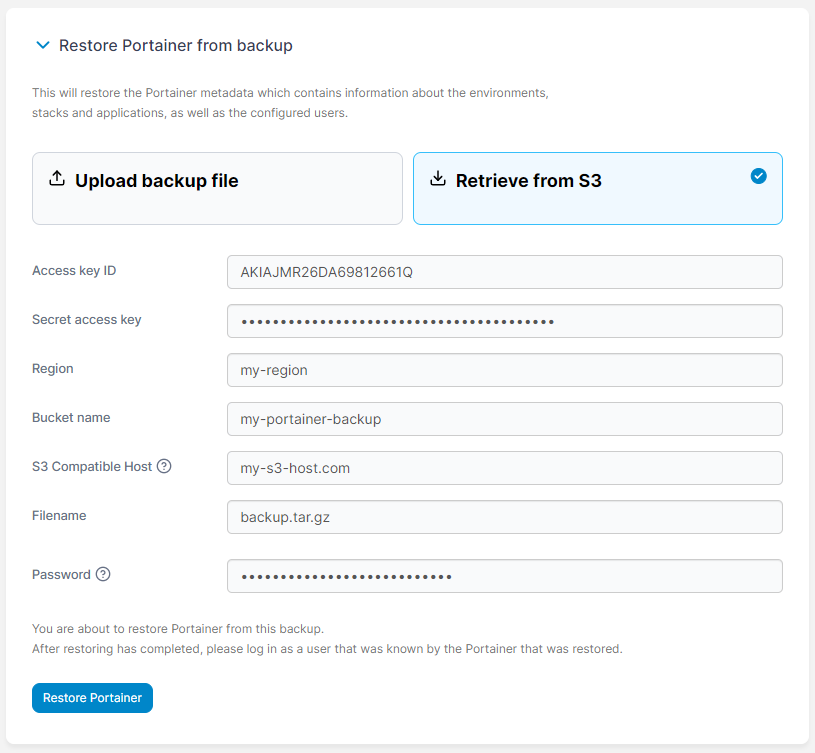 Restore Portainer from backup
This will restore the Portainer metadata which contains information about the environments,
stacks and applications, as well as the configured users.
Upload backup file
Retrieve from S3
Access key ID
AKIAJMR26DA69812661Q
Secret access key
••••••••••••••••••••••••••••••••••••••••
Region
my-region
Bucket name
my-portainer-backup
S3 Compatible Host
my-s3-host.com
Filename
backup.tar.gz
Password
•••••••••••••••••••••••••••
You are about to restore Portainer from this backup.
After restoring has completed, please log in as a user that was known by the Portainer that was restored.
Restore Portainer